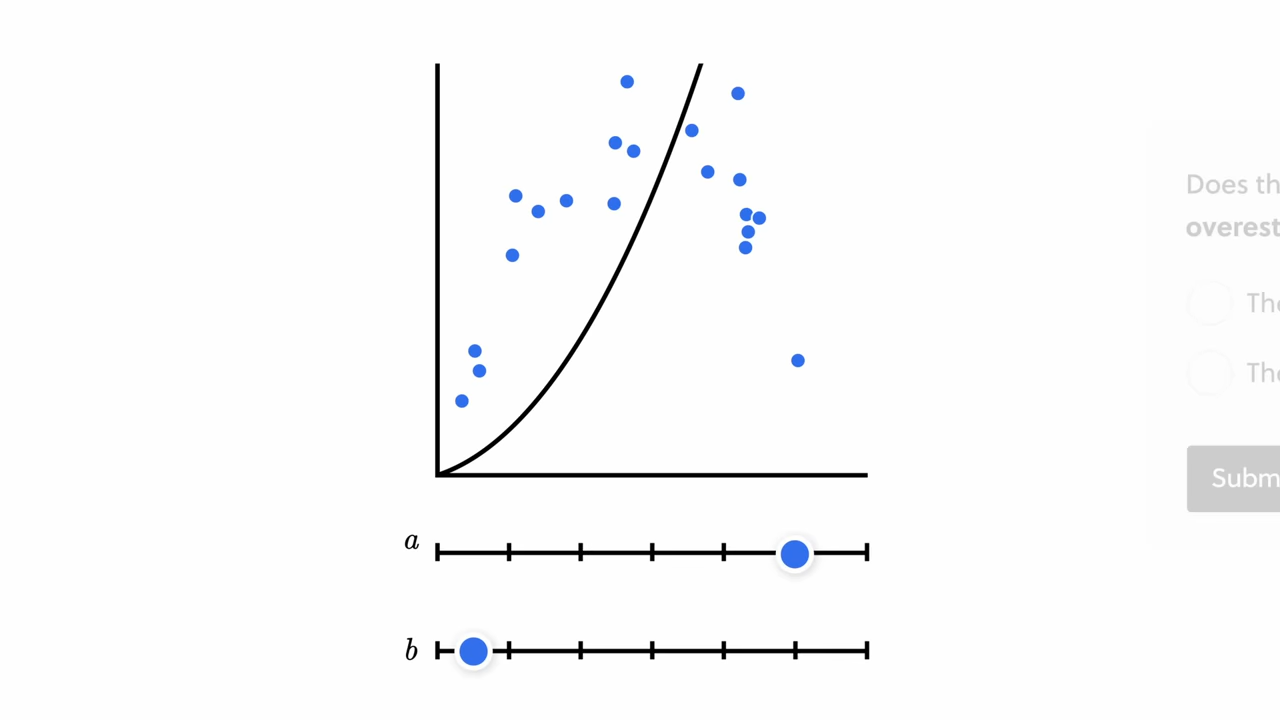 Does th
overest
The
The
Subm
a
b